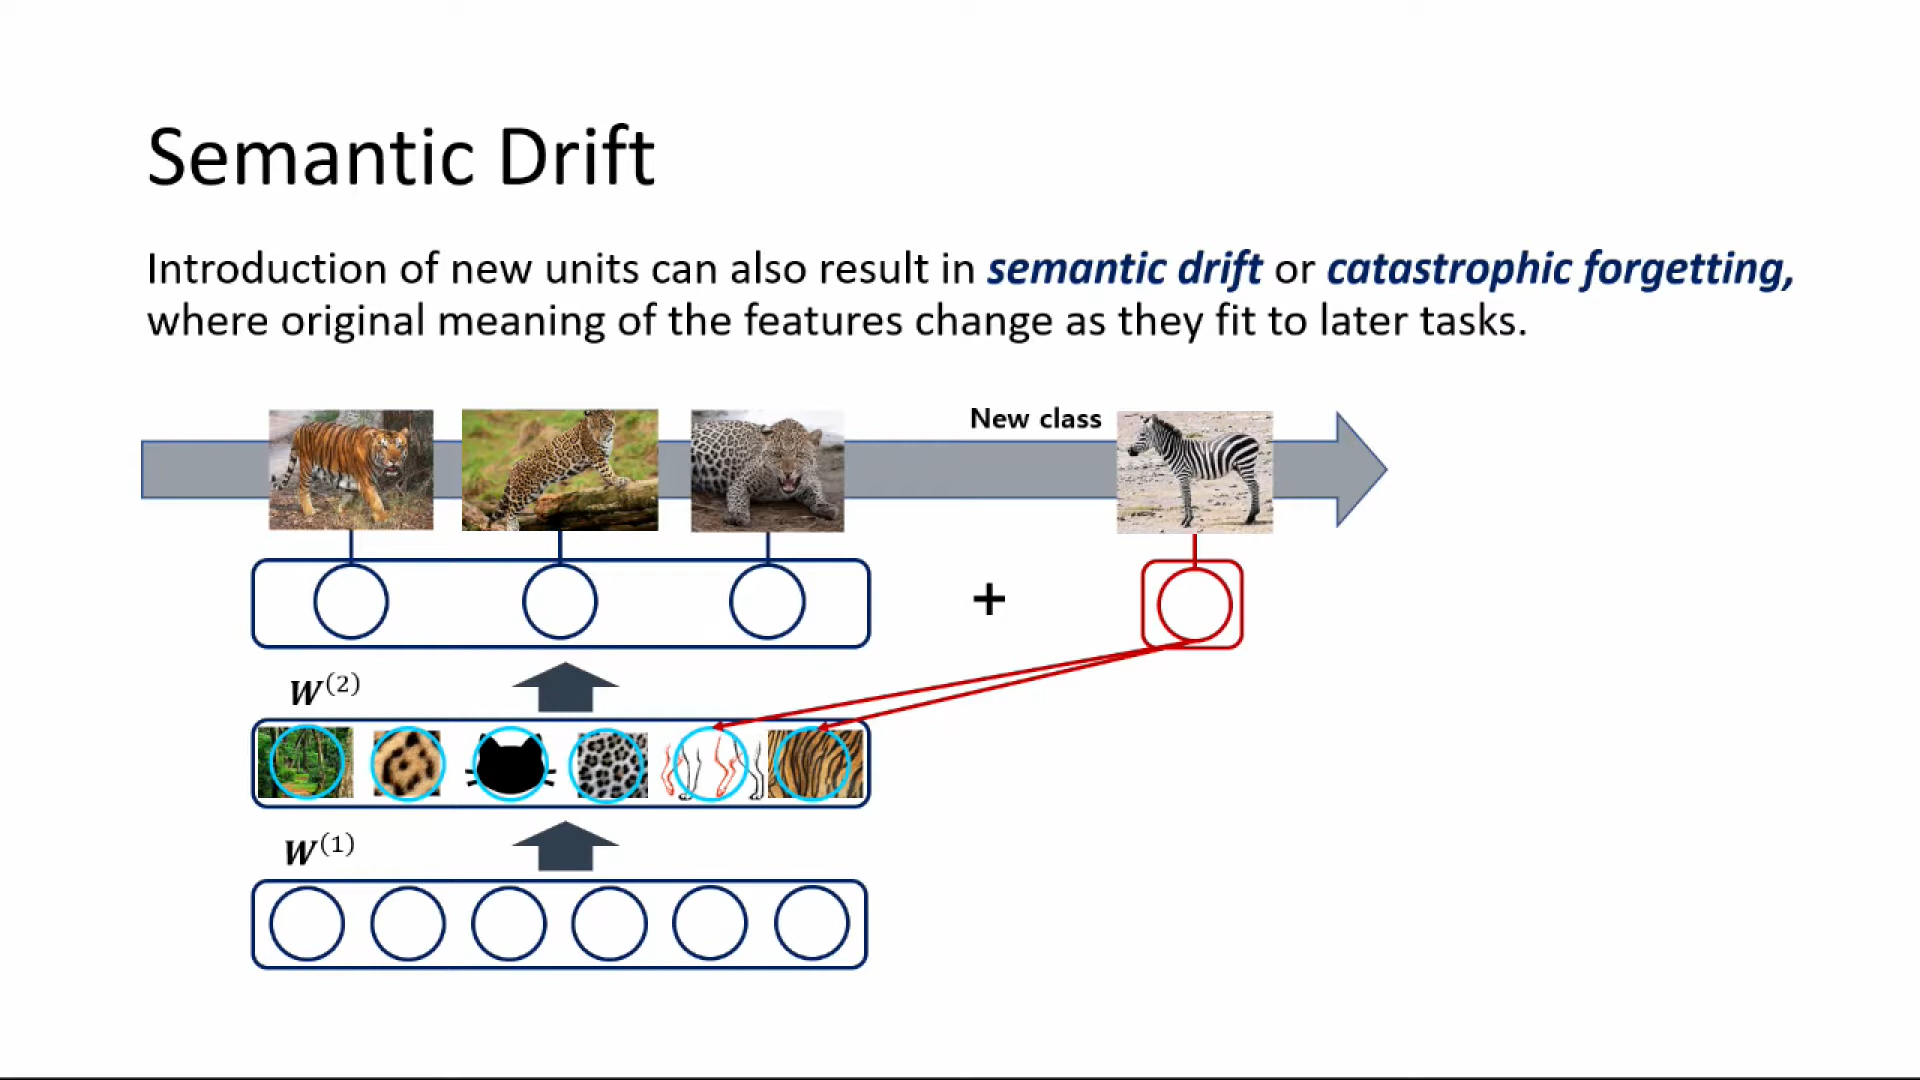 Semantic Drift
Introduction of new units can also result in semantic drift or catastrophic forgetting,
where original meaning of the features change as they fit to later tasks.
New class
+
W(2)
W(1)